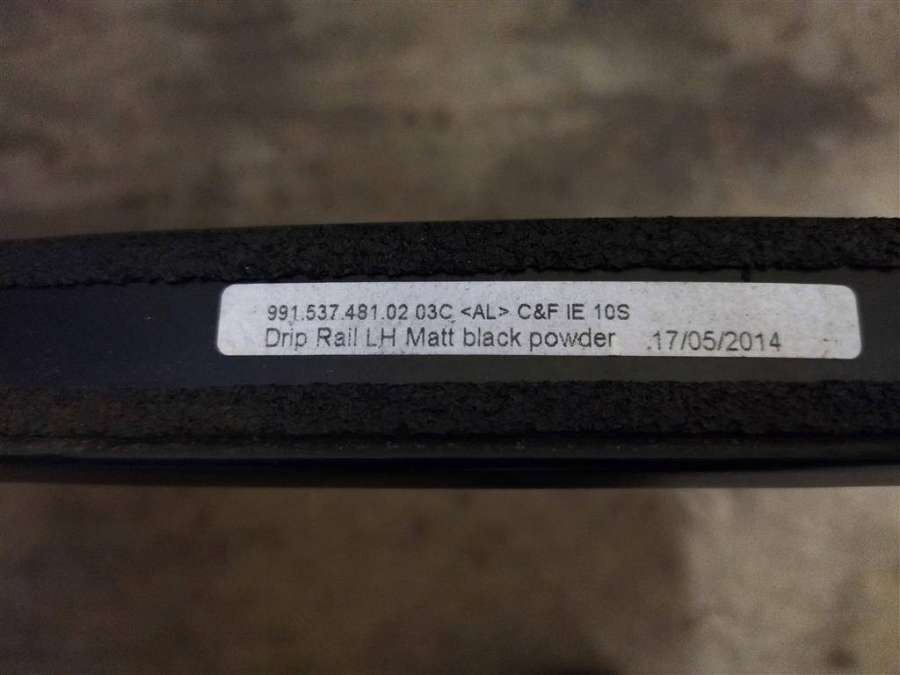 991.537.481.02 03C <AL> C&F IE 10S
Drip Rail LH Matt black powder 17/05/2014